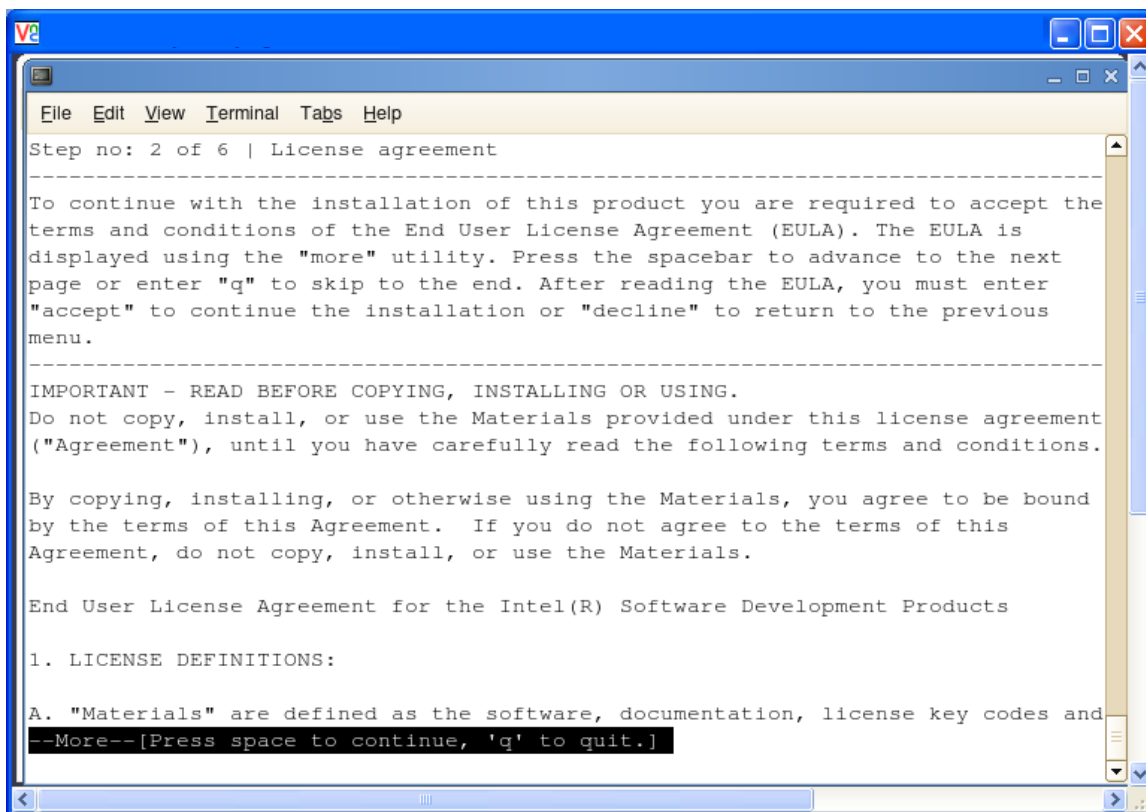 File Edit View Terminal Tabs Help
Step no: 2 of 6 | License agreement
--------------------------------------------------------------------------------
To continue with the installation of this product you are required to accept the
terms and conditions of the End User License Agreement (EULA). The EULA is
displayed using the "more" utility. Press the spacebar to advance to the next
page or enter "q" to skip to the end. After reading the EULA, you must enter
"accept" to continue the installation or "decline" to return to the previous
menu.
--------------------------------------------------------------------------------
IMPORTANT - READ BEFORE COPYING, INSTALLING OR USING.
Do not copy, install, or use the Materials provided under this license agreement
("Agreement"), until you have carefully read the following terms and conditions.
By copying, installing, or otherwise using the Materials, you agree to be bound
by the terms of this Agreement.  If you do not agree to the terms of this
Agreement, do not copy, install, or use the Materials.
End User License Agreement for the Intel(R) Software Development Products
1. LICENSE DEFINITIONS:
A. "Materials" are defined as the software, documentation, license key codes and
--More--[Press space to continue, 'q' to quit.]